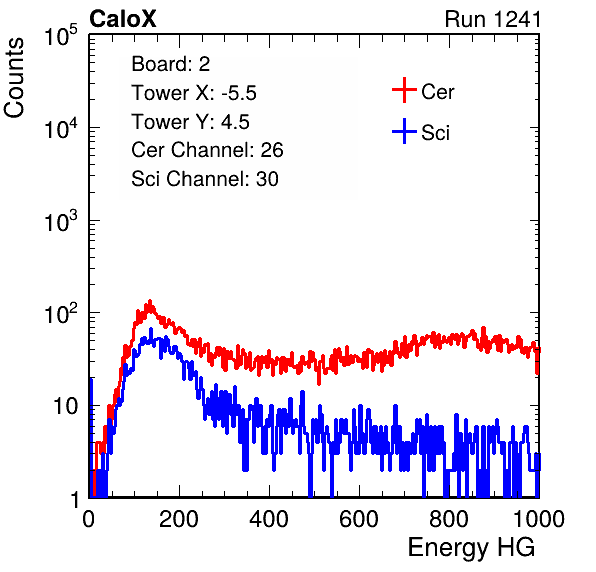 CaloX Run 1241
Counts
Board: 2
Tower X: -5.5
Tower Y: 4.5
Cer Channel: 26
Sci Channel: 30
Cer
Sci
10^5
10^4
10^3
10^2
10
1
0 200 400 600 800 1000
Energy HG